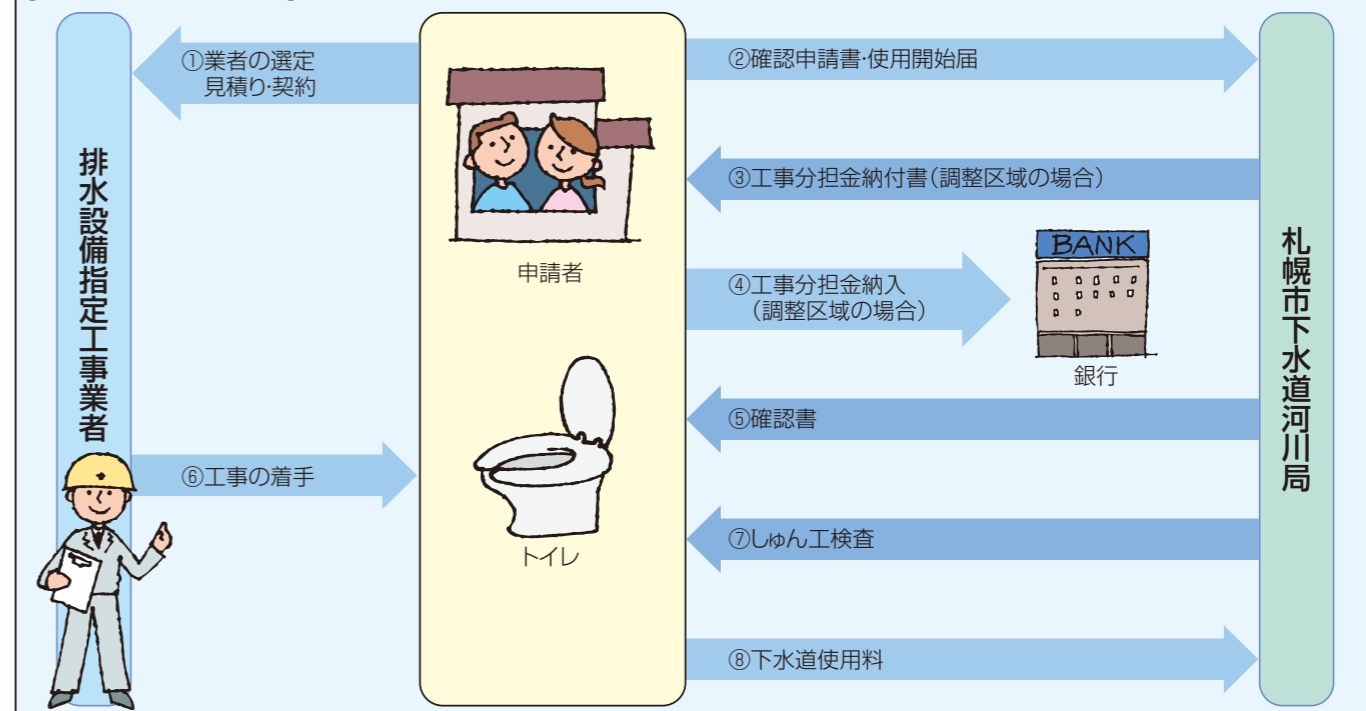 ①業者の選定
見積り・契約
②確認申請書・使用開始届
③工事分担金納付書(調整区域の場合)
排水設備指定工事業者
申請者
④工事分担金納入
(調整区域の場合)
BANK
銀行
札幌市下水道河川局
⑤確認書
⑥工事の着手
トイレ
⑦しゅん工検査
⑧下水道使用料